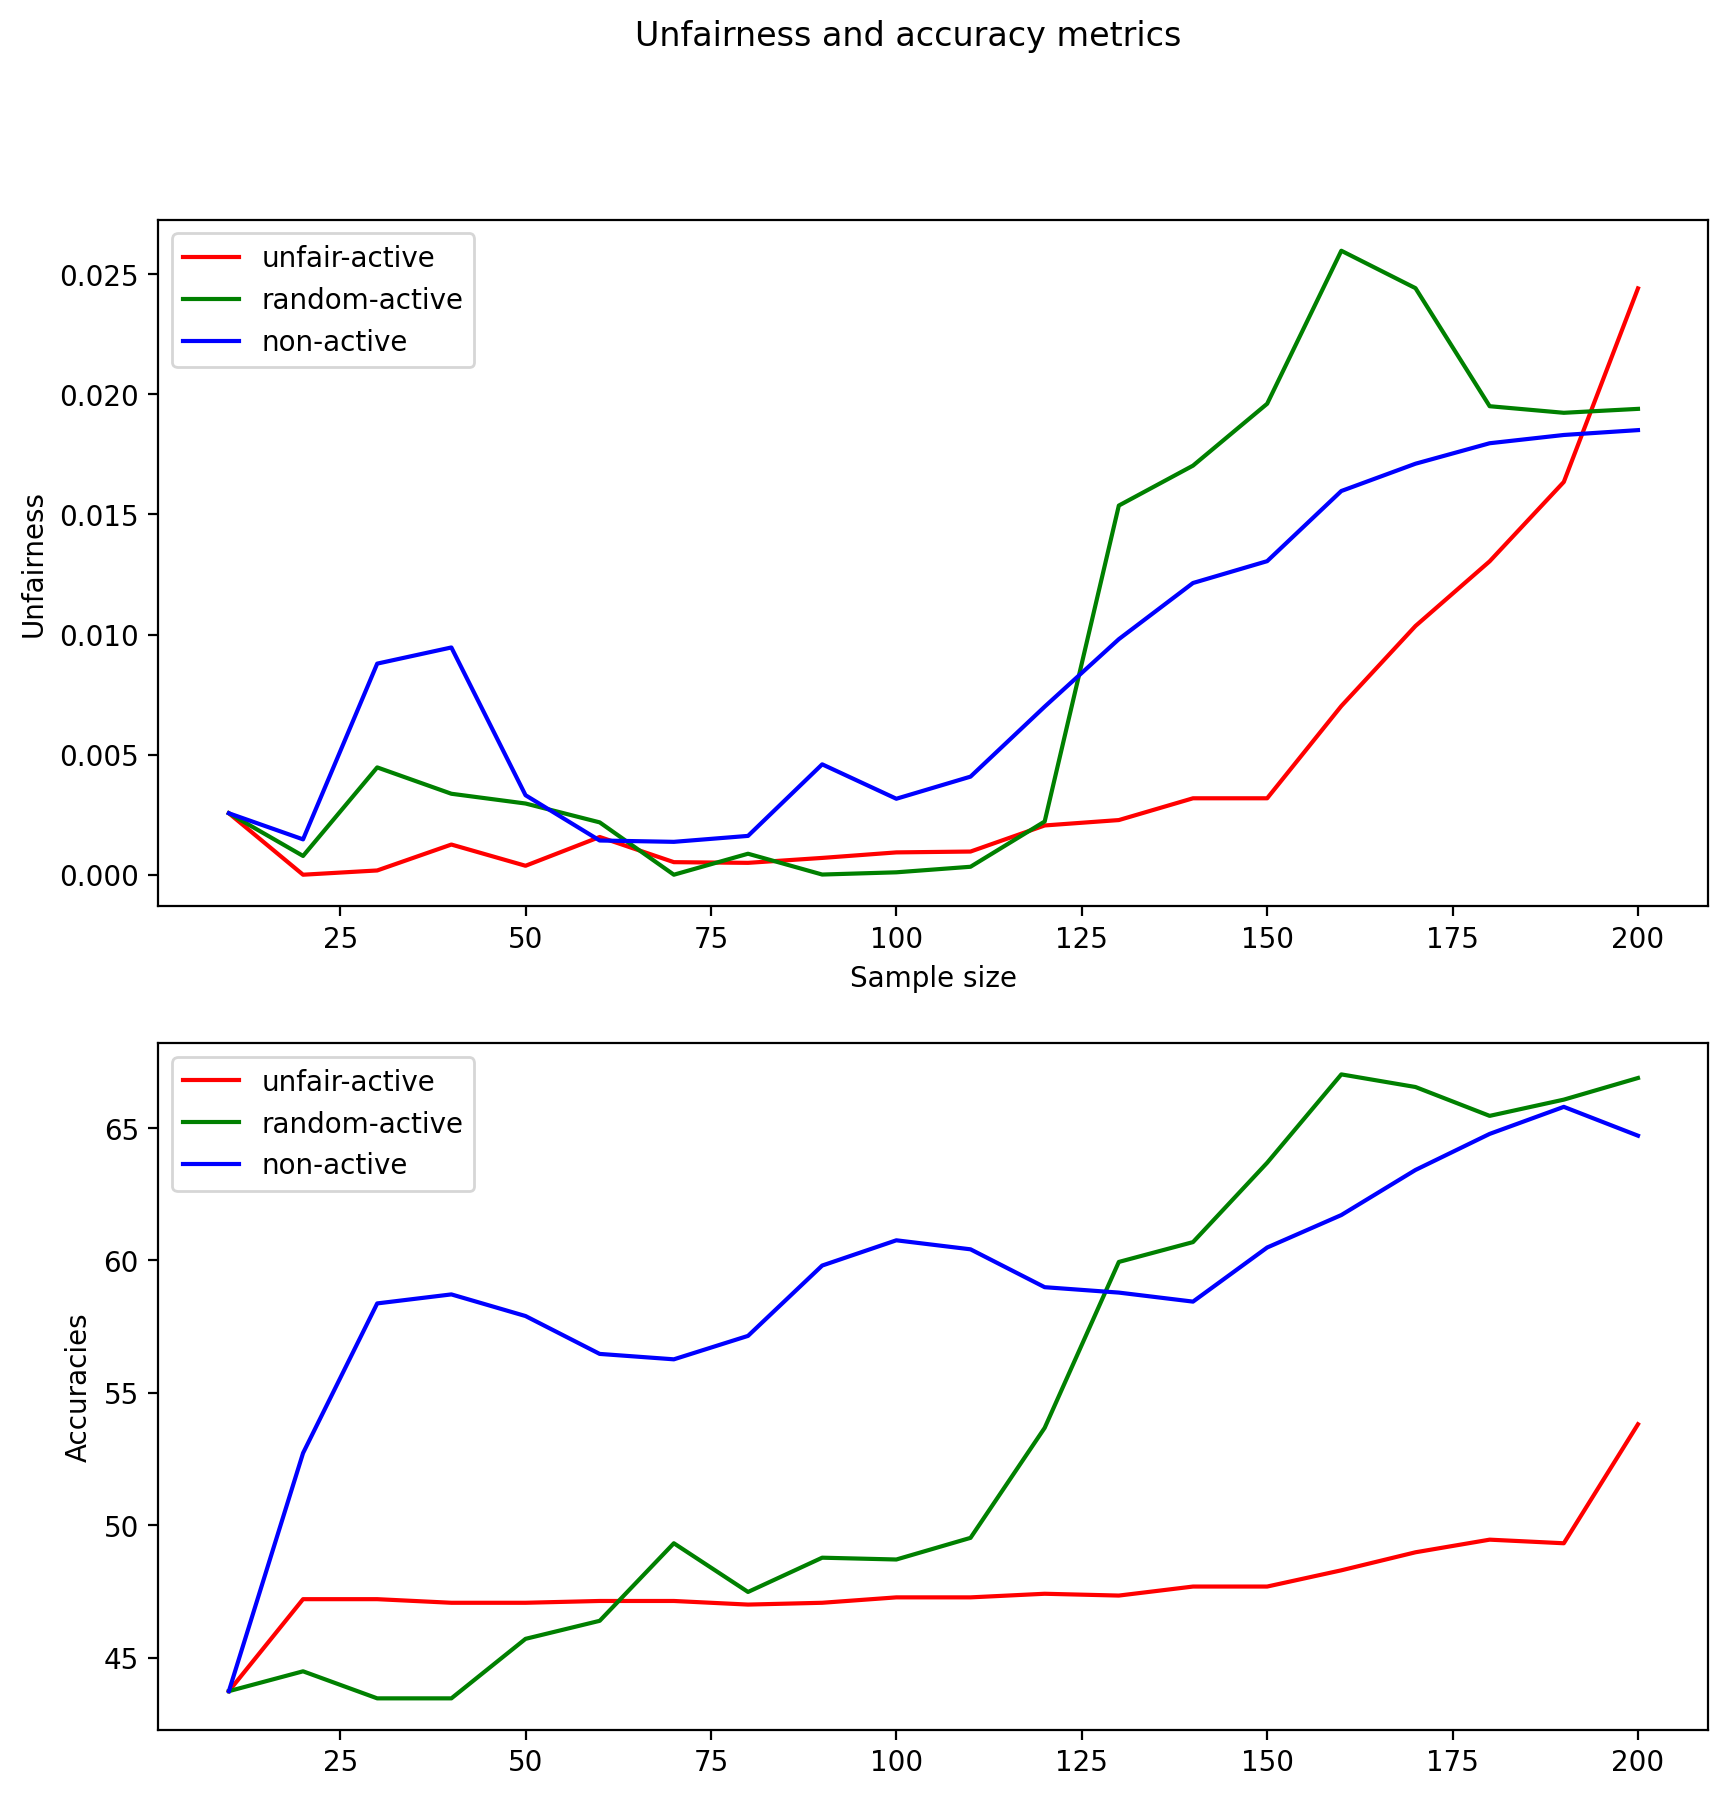 Unfairness and accuracy metrics
unfair-active
random-active
non-active
0.025
0.020
0.015
0.010
0.005
0.000
Unfairness
25 50 75 100 125 150 175 200
Sample size
unfair-active
random-active
non-active
65
60
55
50
45
Accuracies
25 50 75 100 125 150 175 200